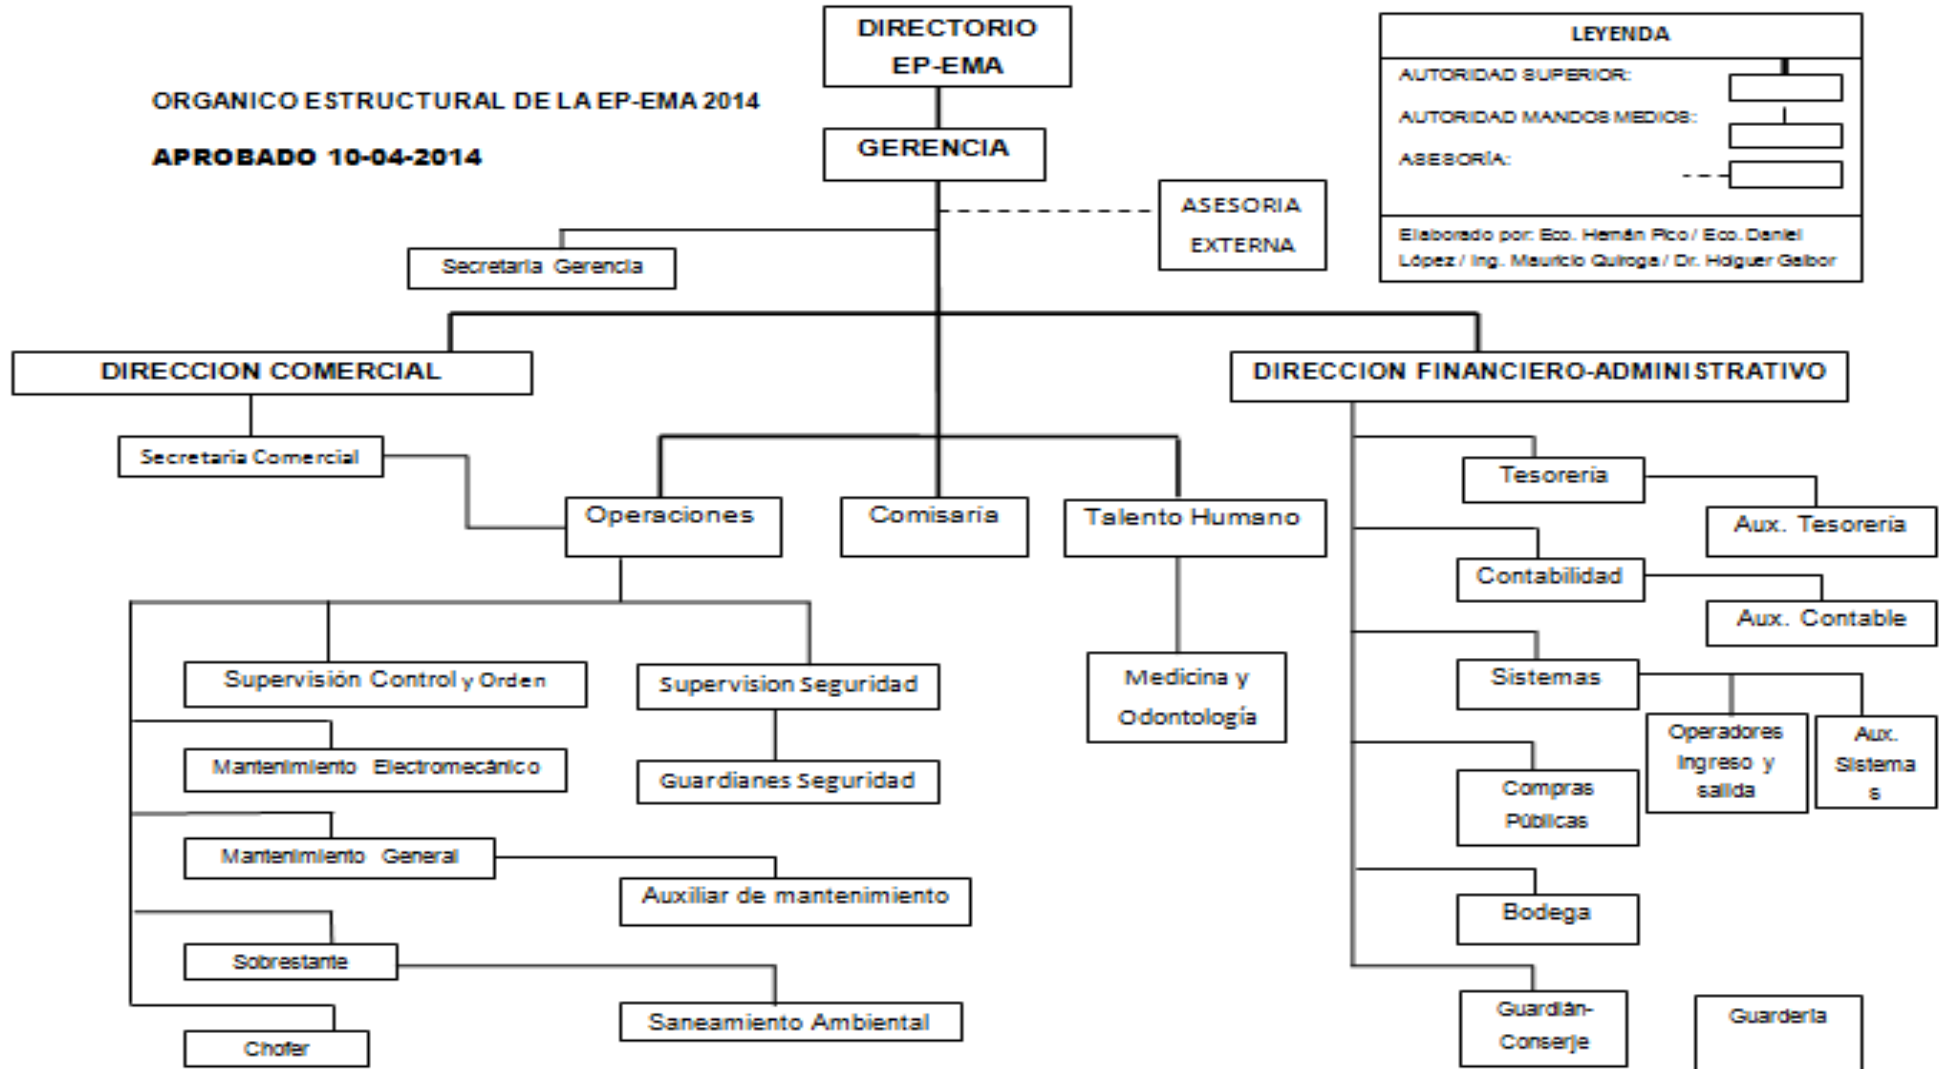 DIRECTORIO
EP-EMA
ORGANICO ESTRUCTURAL DE LA EP-EMA 2014
APROBADO 10-04-2014
GERENCIA
ASESORIA
EXTERNA
Secretaria Gerencia
LEYENDA
AUTORIDAD SUPERIOR:
AUTORIDAD MANDOS MEDIOS:
ASESORÍA:
Elaborado por: Eco. Hernán Pico / Eco. Daniel
López / Ing. Mauricio Quiroga / Dr. Holguer Galbor
DIRECCION COMERCIAL
DIRECCION FINANCIERO-ADMINISTRATIVO
Secretaria Comercial
Operaciones
Comisaría
Talento Humano
Tesorería
Aux. Tesorería
Contabilidad
Aux. Contable
Supervisión Control y Orden
Supervision Seguridad
Medicina y
Odontología
Sistemas
Operadores
Ingreso y
salida
Aux.
Sistema
s
Mantenimiento Electromecánico
Guardianes Seguridad
Compras
Públicas
Mantenimiento General
Auxiliar de mantenimiento
Bodega
Sobrestante
Saneamiento Ambiental
Guardián-
Conserje
Guardería
Chofer